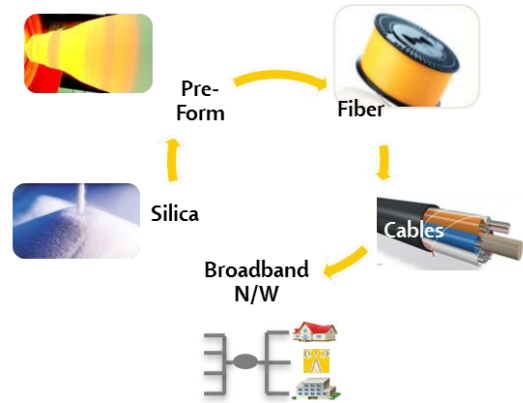 Pre-
Form
Fiber
Silica
Cables
Broadband
N/W